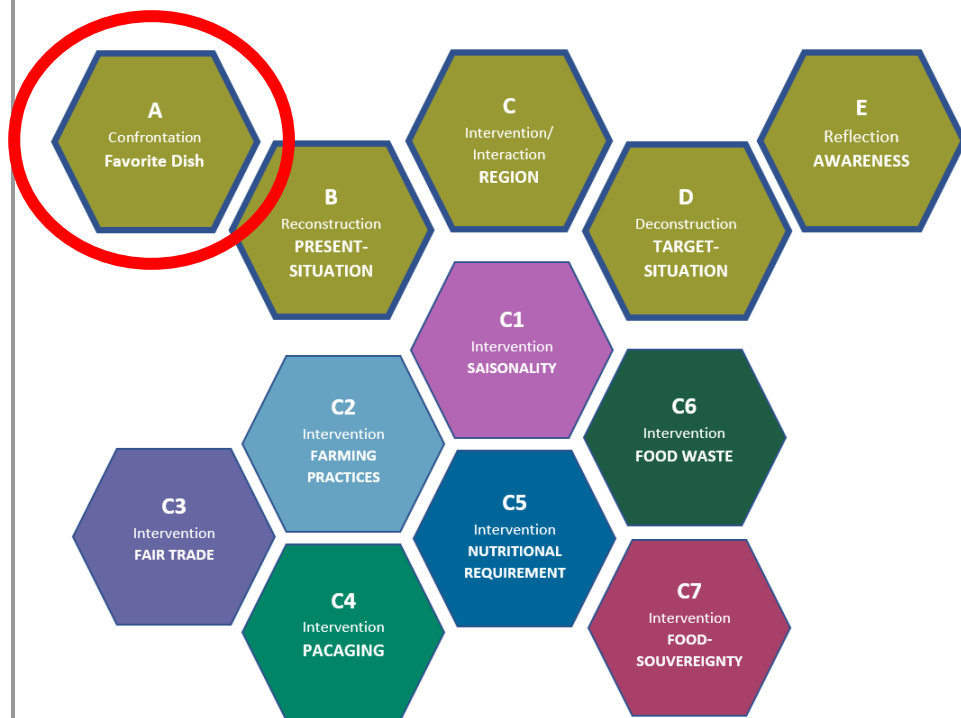 A
Confrontation
Favorite Dish
B
Reconstruction
PRESENT-
SITUATION
C
Intervention/
Interaction
REGION
D
Deconstruction
TARGET-
SITUATION
E
Reflection
AWARENESS
C1
Intervention
SAISONALITY
C2
Intervention
FARMING
PRACTICES
C6
Intervention
FOOD WASTE
C3
Intervention
FAIR TRADE
C5
Intervention
NUTRITIONAL
REQUIREMENT
C4
Intervention
PACAGING
C7
Intervention
FOOD-
SOUVEREIGNTY